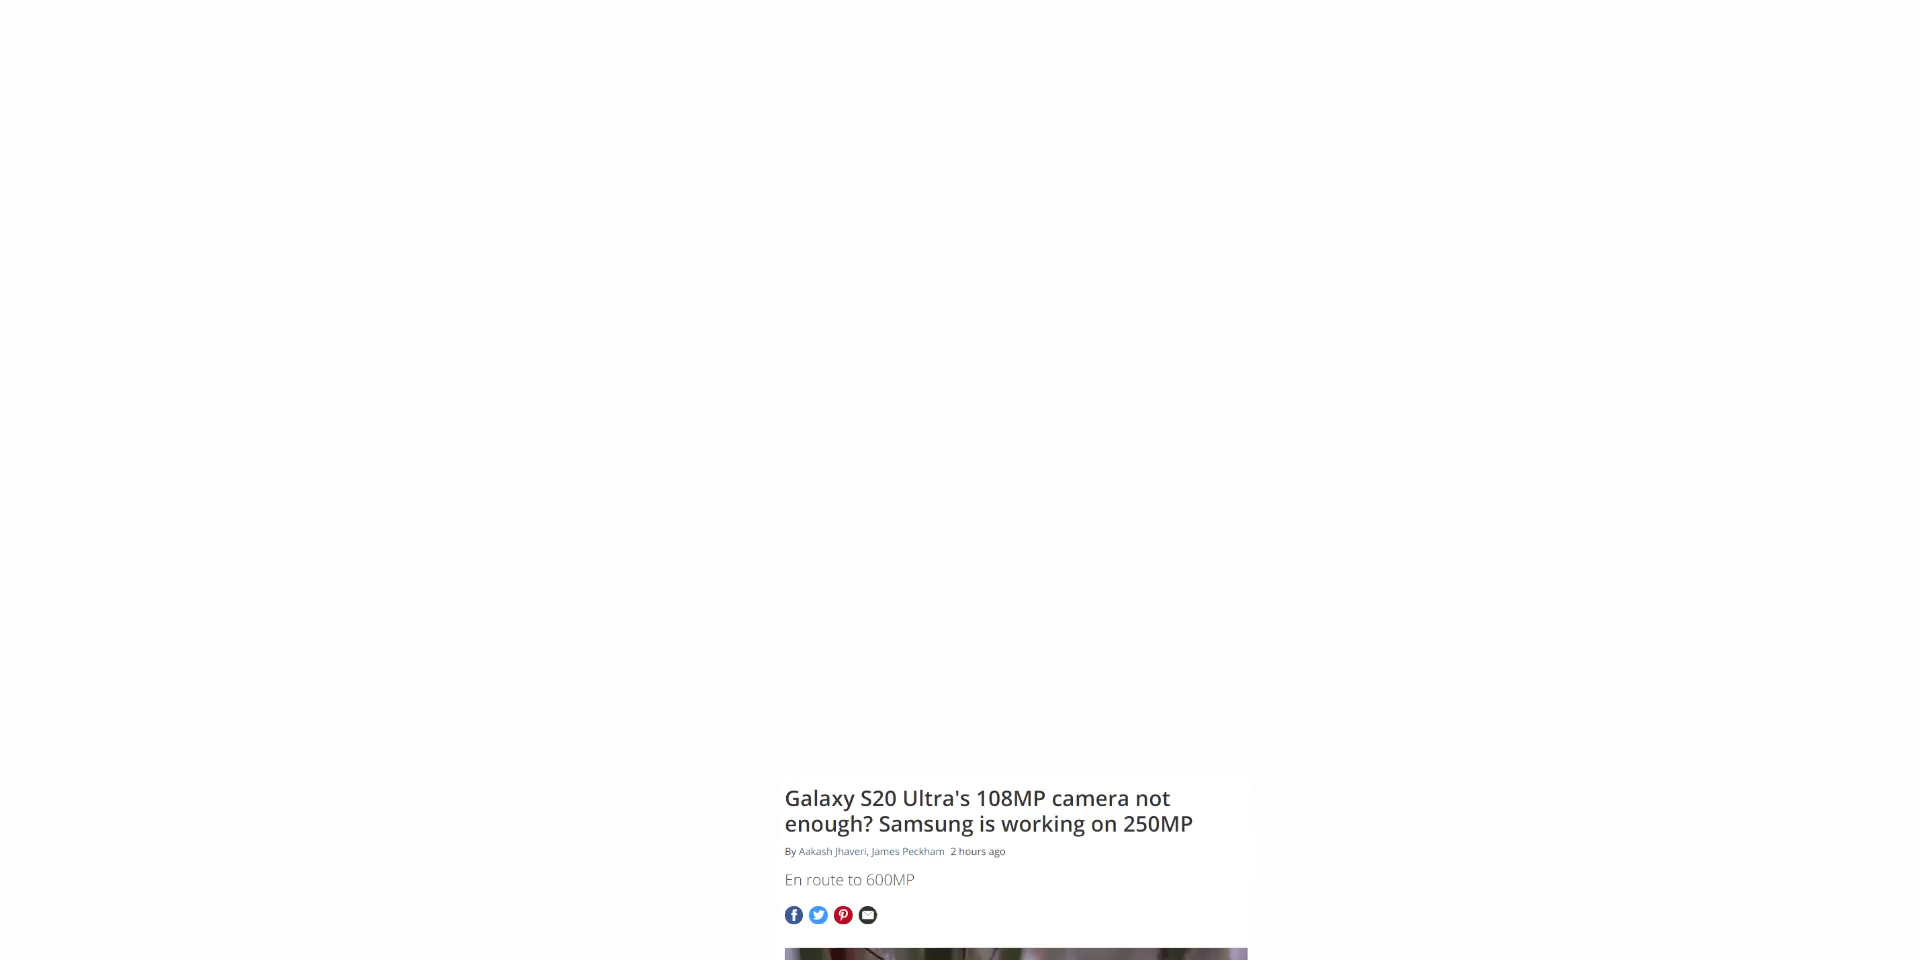 Galaxy S20 Ultra's 108MP camera not
enough? Samsung is working on 250MP
By Aakash Jhaveri, James Peckham 2 hours ago
En route to 600MP